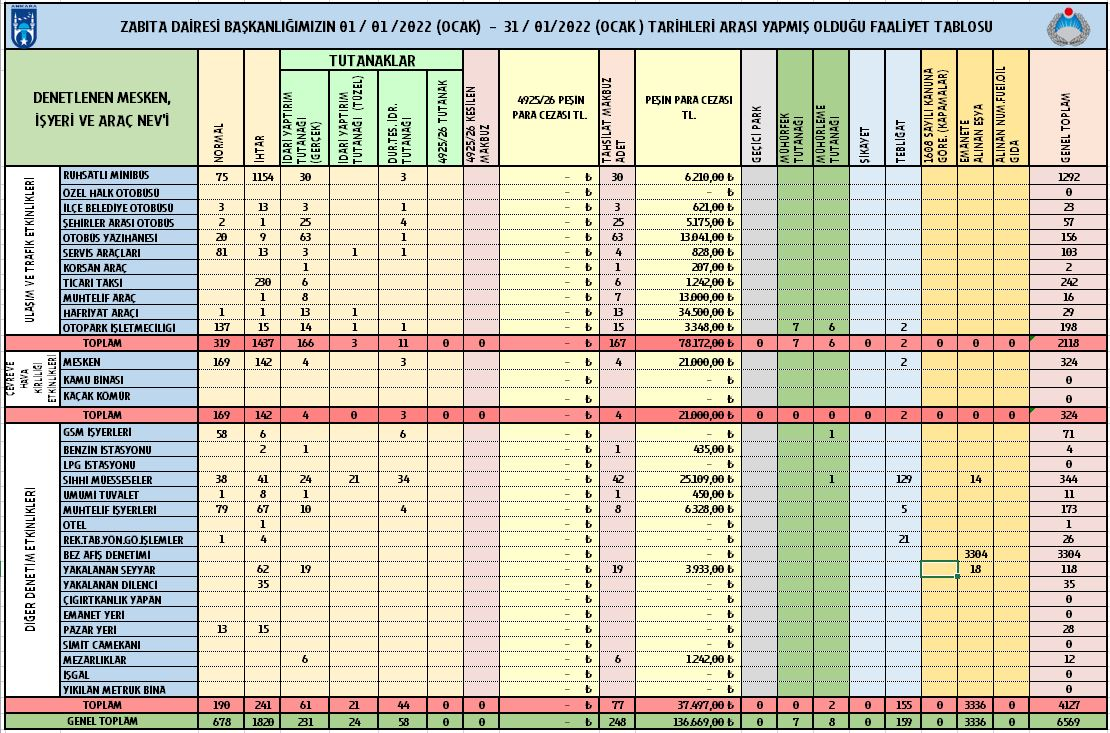 ANKARA
ZABITA DAİRESİ BAŞKANLIĞIMIZIN 01 / 01 /2022 (OCAK) - 31 / 01/2022 (OCAK ) TARİHLERİ ARASI YAPMIŞ OLDUĞU FAALİYET TABLOSU
DENETLENEN MESKEN, İŞYERİ VE ARAÇ NEV'İ
NORMAL
İHTAR
TUTANAKLAR
İDARİ YAPTIRIM TUTANAĞI (GERÇEK)
İDARİ YAPTIRIM TUTANAĞI (TÜZEL)
DUR.TES. İDR. TUTANAĞI
4925/26 TUTANAK
4925/26 KESİLEN MAKBUZ
4925/26 PEŞİN PARA CEZASI TL.
TAHSİLAT MAKBUZ ADET
PEŞİN PARA CEZASI TL.
GEÇİCİ PARK
MÜHÜRFEK TUTANAĞI
MÜHÜRLEME TUTANAĞI
ŞİKAYET
TEBLİGAT
1608 SAYILI KANUNA GÖRE. (KAPAMALAR)
EMANETE ALINAN EŞYA
ALINAN NUM.FUEL.OIL GIDA
GENEL TOPLAM
ULAŞIM VE TRAFİK ETKİNLİKLERİ
RUHSATLI MİNİBÜS 75 1154 30 3 - ₺ 30 6.210,00 ₺ 1292
ÖZEL HALK OTOBÜSÜ - ₺ - ₺ 0
İLÇE BELEDİYE OTOBÜSÜ 3 13 3 1 - ₺ 3 621,00 ₺ 23
ŞEHİRLER ARASI OTOBÜS 2 1 25 4 - ₺ 25 5.175,00 ₺ 57
OTOBÜS YAZIHANESİ 20 9 63 1 - ₺ 63 13.041,00 ₺ 156
SERVİS ARAÇLARI 81 13 3 1 1 - ₺ 4 828,00 ₺ 103
KORSAN ARAÇ 1 - ₺ 1 207,00 ₺ 2
TİCARİ TAKSİ 230 6 - ₺ 6 1.242,00 ₺ 242
MUHTELİF ARAÇ 1 8 - ₺ 7 13.000,00 ₺ 16
HAFRİYAT ARAÇI 1 1 13 1 - ₺ 13 34.500,00 ₺ 29
OTOPARK İŞLETMECİLİĞİ 137 15 14 1 1 - ₺ 15 3.348,00 ₺ 7 6 2 198
TOPLAM 319 1437 166 3 11 0 0 - ₺ 167 78.172,00 ₺ 0 7 6 0 2 0 0 0 2118
ÇEVRE VE HAVA KİRLİLİĞİ ETKİNLİKLERİ
MESKEN 169 142 4 3 - ₺ 4 21.000,00 ₺ 2 324
KAMU BİNASI - ₺ - ₺ 0
KAÇAK KÖMÜR - ₺ - ₺ 0
TOPLAM 169 142 4 0 3 0 0 - ₺ 4 21.000,00 ₺ 0 0 0 0 2 0 0 0 324
DİĞER DENETİM ETKİNLİKLERİ
GSM İŞYERLERİ 58 6 6 - ₺ - ₺ 1 71
BENZİN İSTASYONU 2 1 - ₺ 1 435,00 ₺ 4
LPG İSTASYONU - ₺ - ₺ 0
SIHHİ MÜESSESELER 38 41 24 21 34 - ₺ 42 25.109,00 ₺ 1 129 14 344
UMUMİ TUVALET 1 8 1 - ₺ 1 450,00 ₺ 11
MUHTELİF İŞYERLERİ 79 67 10 4 - ₺ 8 6.328,00 ₺ 5 173
OTEL 1 - ₺ - ₺ 1
REK.TAB.YÖN.GÖ.İŞLEMLER 1 4 - ₺ - ₺ 21 26
BEZ AFİŞ DENETİMİ - ₺ - ₺ 3304 3304
YAKALANAN SEYYAR 62 19 - ₺ 19 3.933,00 ₺ 18 118
YAKALANAN DİLENCİ 35 - ₺ - ₺ 35
ÇIĞIRTKANLIK YAPAN - ₺ - ₺ 0
EMANET YERİ - ₺ - ₺ 0
PAZAR YERİ 13 15 - ₺ - ₺ 28
SİMİT CAMEKANI - ₺ - ₺ 0
MEZARLIKLAR 6 - ₺ 6 1.242,00 ₺ 12
İŞGAL - ₺ - ₺ 0
YIKILAN METRUK BİNA - ₺ - ₺ 0
TOPLAM 190 241 61 21 44 0 0 - ₺ 77 37.497,00 ₺ 0 0 2 0 155 0 3336 0 4127
GENEL TOPLAM 678 1820 231 24 58 0 0 - ₺ 248 136.669,00 ₺ 0 7 8 0 159 0 3336 0 6569